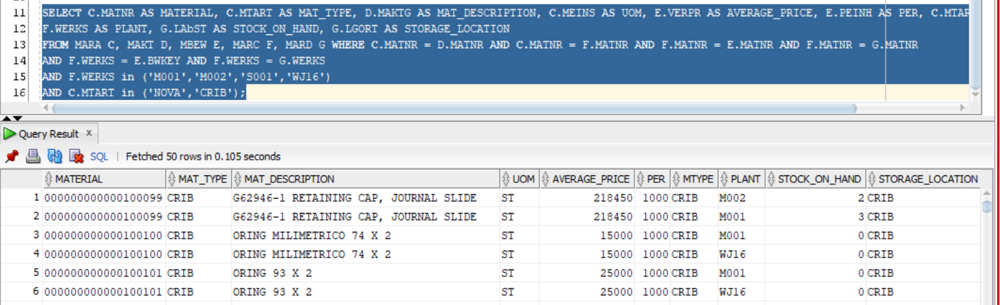 11 SELECT C.MATNR AS MATERIAL, C.MTART AS MAT_TYPE, D.MAKTG AS MAT_DESCRIPTION, C.MEINS AS UOM, E.VERPR AS AVERAGE_PRICE, E.PEINH AS PER, C.MTAR
12 F.WERKS AS PLANT, G.LAbST AS STOCK_ON_HAND, G.LGORT AS STORAGE_LOCATION
13 FROM MARA C, MAKT D, MBEW E, MARC F, MARD G WHERE C.MATNR = D.MATNR AND C.MATNR = F.MATNR AND F.MATNR = E.MATNR AND F.MATNR = G.MATNR
14 AND F.WERKS = E.BWKEY AND F.WERKS = G.WERKS
15 AND F.WERKS in ('M001','M002','S001','WJ16')
16 AND C.MTART in ('NOVA','CRIB');
Query Result x
SQL | Fetched 50 rows in 0.105 seconds
MATERIAL MAT_TYPE MAT_DESCRIPTION UOM AVERAGE_PRICE PER MTYPE PLANT STOCK_ON_HAND STORAGE_LOCATION
1 000000000000100099 CRIB G62946-1 RETAINING CAP, JOURNAL SLIDE ST 218450 1000 CRIB M002 2 CRIB
2 000000000000100099 CRIB G62946-1 RETAINING CAP, JOURNAL SLIDE ST 218450 1000 CRIB M001 3 CRIB
3 000000000000100100 CRIB ORING MILIMETRICO 74 X 2 ST 15000 1000 CRIB M001 0 CRIB
4 000000000000100100 CRIB ORING MILIMETRICO 74 X 2 ST 15000 1000 CRIB WJ16 0 CRIB
5 000000000000100101 CRIB ORING 93 X 2 ST 25000 1000 CRIB M001 0 CRIB
6 000000000000100101 CRIB ORING 93 X 2 ST 25000 1000 CRIB WJ16 0 CRIB